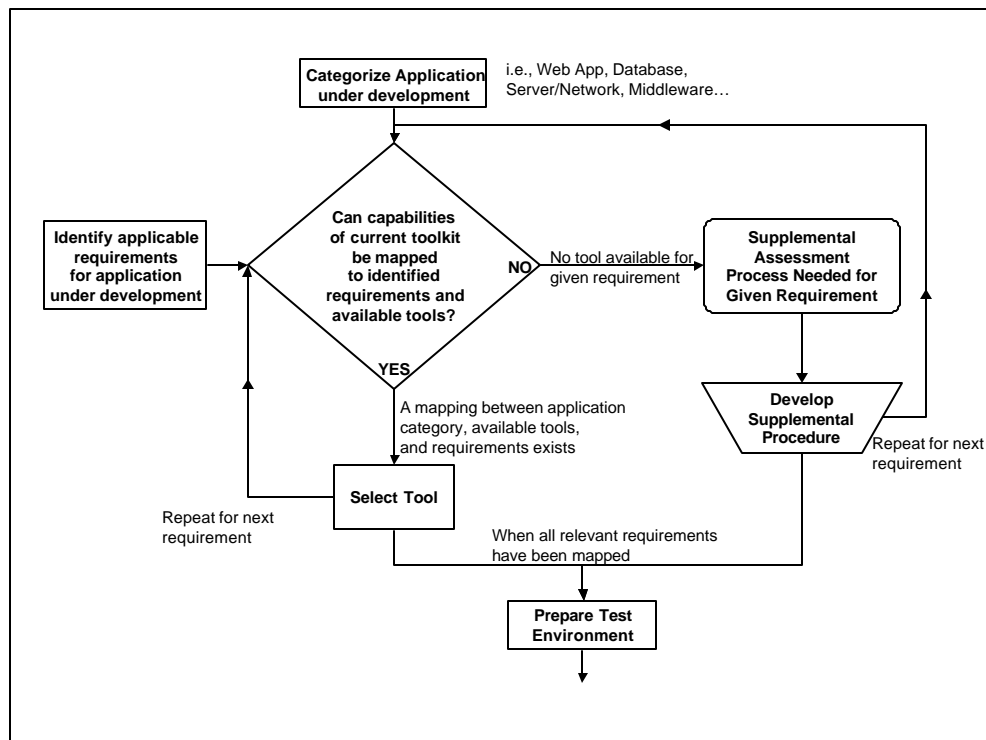 Categorize Application
under development
i.e., Web App, Database,
Server/Network, Middleware…
Identify applicable
requirements
for application
under development
Can capabilities
of current toolkit
be mapped
to identified
requirements and
available tools?
NO
No tool available for
given requirement
Supplemental
Assessment
Process Needed for
Given Requirement
YES
A mapping between application
category, available tools,
and requirements exists
Develop
Supplemental
Procedure
Repeat for next
requirement
Select Tool
Repeat for next
requirement
When all relevant requirements
have been mapped
Prepare Test
Environment